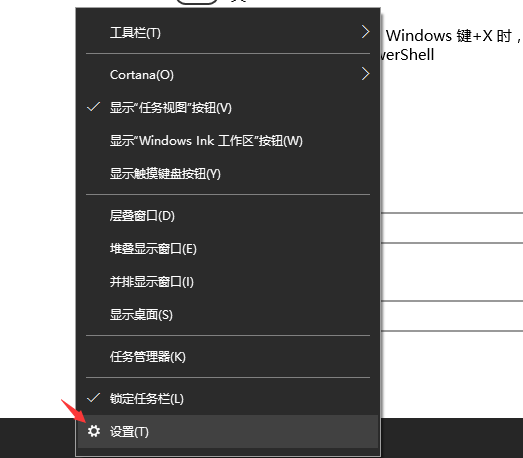 工具栏(T)
Windows 键+X 时，
werShell
Cortana(O)
显示“任务视图”按钮(V)
显示“Windows Ink 工作区”按钮(W)
显示触摸键盘按钮(Y)
层叠窗口(D)
堆叠显示窗口(E)
并排显示窗口(I)
显示桌面(S)
任务管理器(K)
锁定任务栏(L)
设置(T)